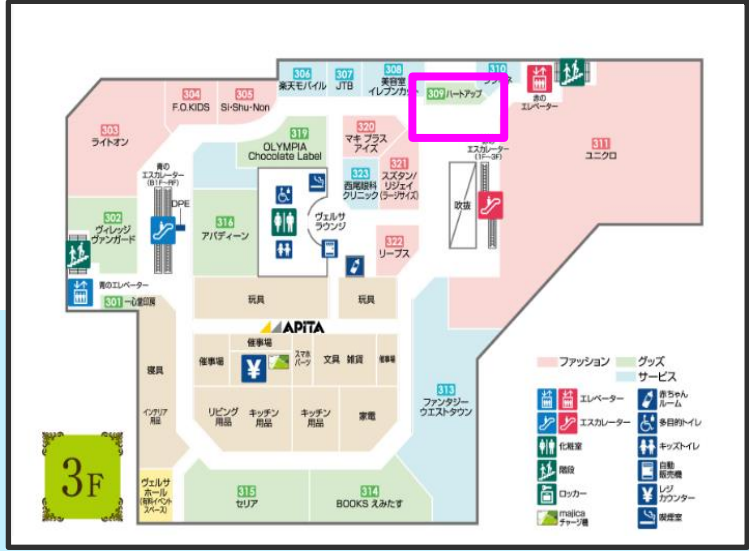 306
楽天モバイル
307
JTB
308
美容室
イレブンカット
309 ハートアップ
310
赤の
エレベーター
304
F.O.KIDS
305
Si・Shu・Non
303
ライトオン
319
OLYMPIA
Chocolate Label
320
マキ プラス
アイズ
321
スズタン/
リジェイ
(ラージサイズ)
323
西尾眼科
クリニック
エスカレーター
(1F～3F)
311
ユニクロ
青の
エスカレーター
(B1F～RF)
DPE
吹抜
302
ヴィレッジ
ヴァンガード
316
アバディーン
ヴェルサ
ラウンジ
322
リーブス
青のエレベーター
301 一心堂印房
玩具
玩具
APiTA
催事場
催事場
スマホ
パーツ
文具 雑貨
催事場
寝具
インテリア
用品
リビング
用品
キッチン
用品
キッチン
用品
家電
313
ファンタジー
ウエストタウン
3F
ヴェルサ
ホール
(有料イベント
スペース)
315
セリア
314
BOOKS えみたす
ファッション
グッズ
サービス
エレベーター
赤ちゃん
ルーム
エスカレーター
多目的トイレ
化粧室
キッズトイレ
階段
自動
販売機
ロッカー
レジ
カウンター
majica
チャージ機
喫煙室